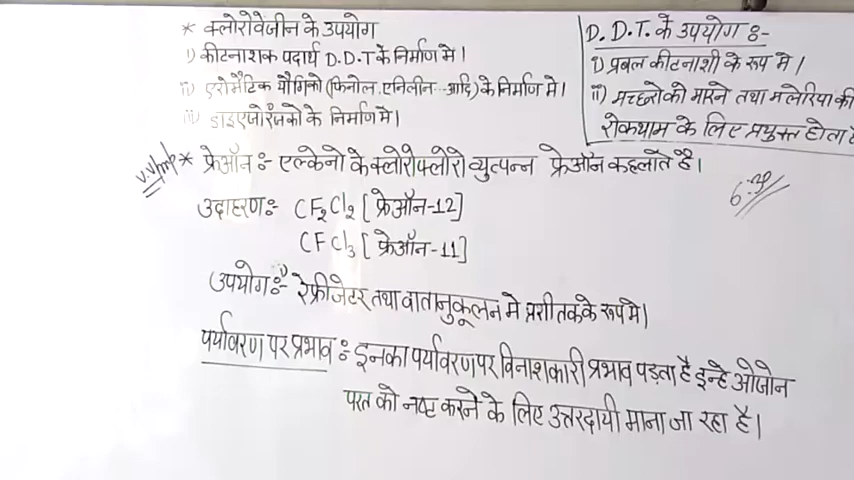 * क्लोरोवेंजीन के उपयोग
i) कीटनाशक पदार्थ D.D.T के निर्माण मे।
ii) एरोमैटिक यौगिको (फिनोल, एनिलीन...आदि) के निर्माण मे।
iii) डाइएजोरंजको के निर्माण मे।
D. D. T. के उपयोग :-
i) प्रबल कीटनाशी के रूप मे।
ii) मच्छरो को मारने तथा मलेरिया की
रोकथाम के लिए प्रयुक्त होता है
V.V.Imp * फ्रेऑन :- एल्केनो के क्लोरोफ्लोरो व्युत्पन्न फ्रेऑन कहलाते है।
उदाहरण :- CF₂Cl₂ [फ्रेऑन-12]
CFCl₃ [फ्रेऑन-11]
उपयोग :- i) रेफ्रीजेटर तथा वातानुकूलन मे प्रशीतक के रूप मे।
पर्यावरण पर प्रभाव :- इनका पर्यावरण पर विनाशकारी प्रभाव पड़ता है इन्हे ओजोन
परत को नष्ट करने के लिए उत्तरदायी माना जा रहा है।